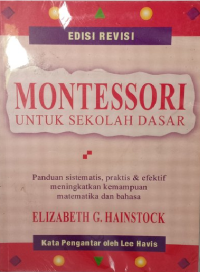 EDISI REVISI
MONTESSORI
UNTUK SEKOLAH DASAR
Panduan sistematis, praktis & efektif
meningkatkan kemampuan
matematika dan bahasa
ELIZABETH G. HAINSTOCK
Kata Pengantar oleh Lee Havis